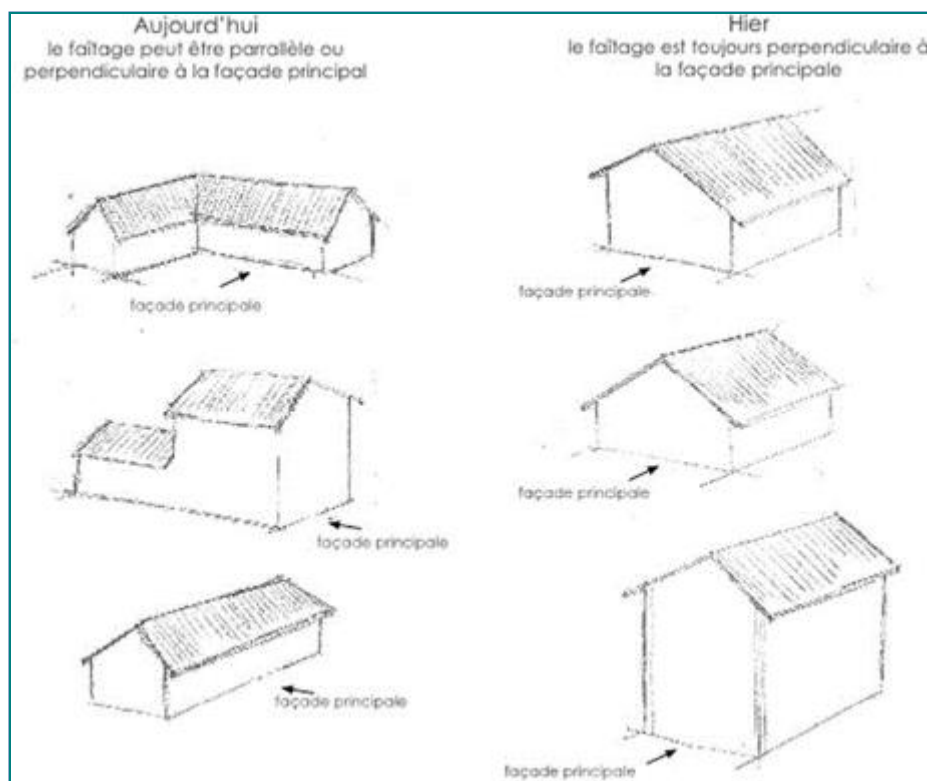 Aujourd'hui
le faîtage peut être parrallèle ou
perpendiculaire à la façade principal
façade principale
façade principale
façade principale
Hier
le faîtage est toujours perpendiculaire à
la façade principale
façade principale
façade principale
façade principale